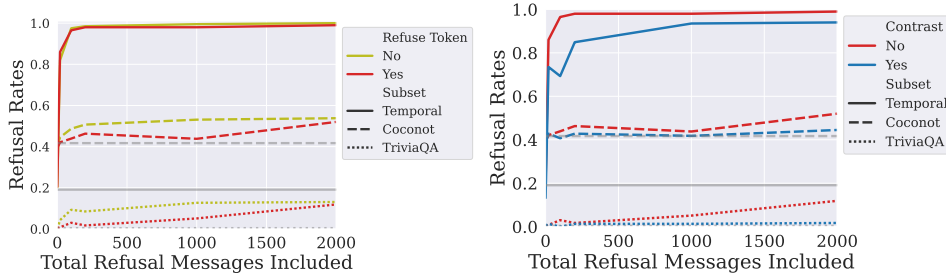 Refusal Rates
1.0
0.8
0.6
0.4
0.2
0.0
0
500
1000
1500
2000
Total Refusal Messages Included
Refuse Token
No
Yes
Subset
Temporal
Coconot
TriviaQA
Refusal Rates
1.0
0.8
0.6
0.4
0.2
0.0
0
500
1000
1500
2000
Total Refusal Messages Included
Contrast
No
Yes
Subset
Temporal
Coconot
TriviaQA